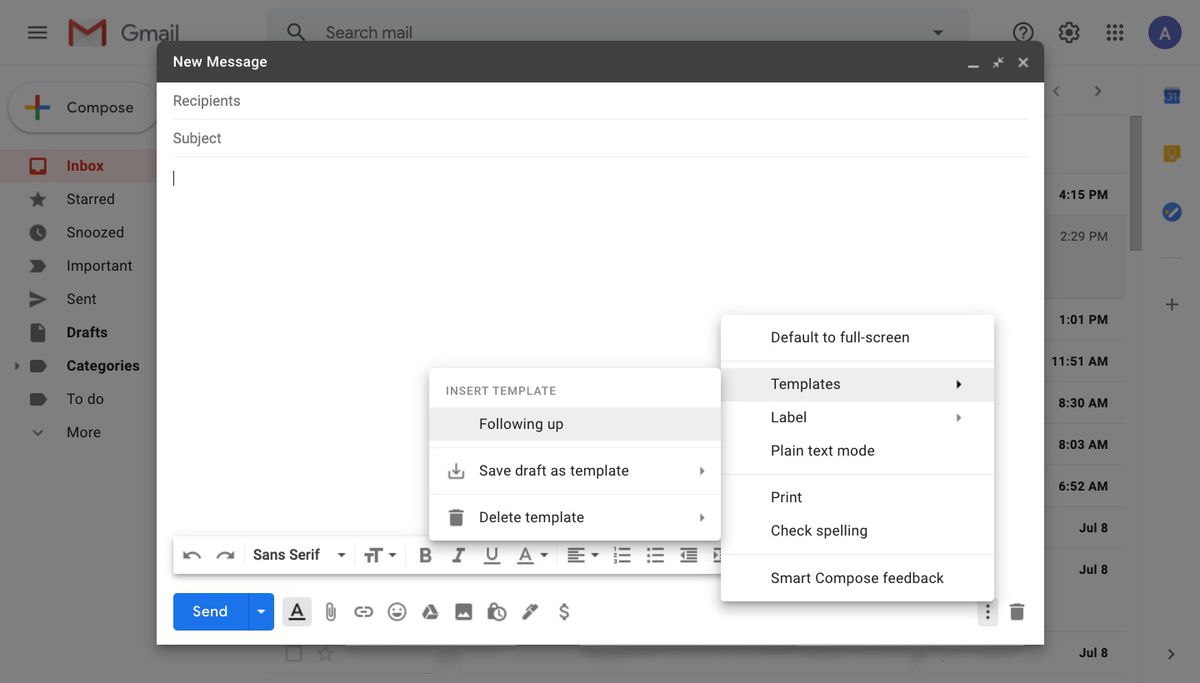 Gmail
Search mail
A
New Message
Recipients
Subject
Compose
Inbox
Starred
Snoozed
Important
Sent
Drafts
Categories
To do
More
31
4:15 PM
2:29 PM
1:01 PM
11:51 AM
8:30 AM
8:03 AM
6:52 AM
Jul 8
Jul 8
Jul 8
Default to full-screen
Templates
Label
Plain text mode
Print
Check spelling
Smart Compose feedback
INSERT TEMPLATE
Following up
Save draft as template
Delete template
Sans Serif
Send